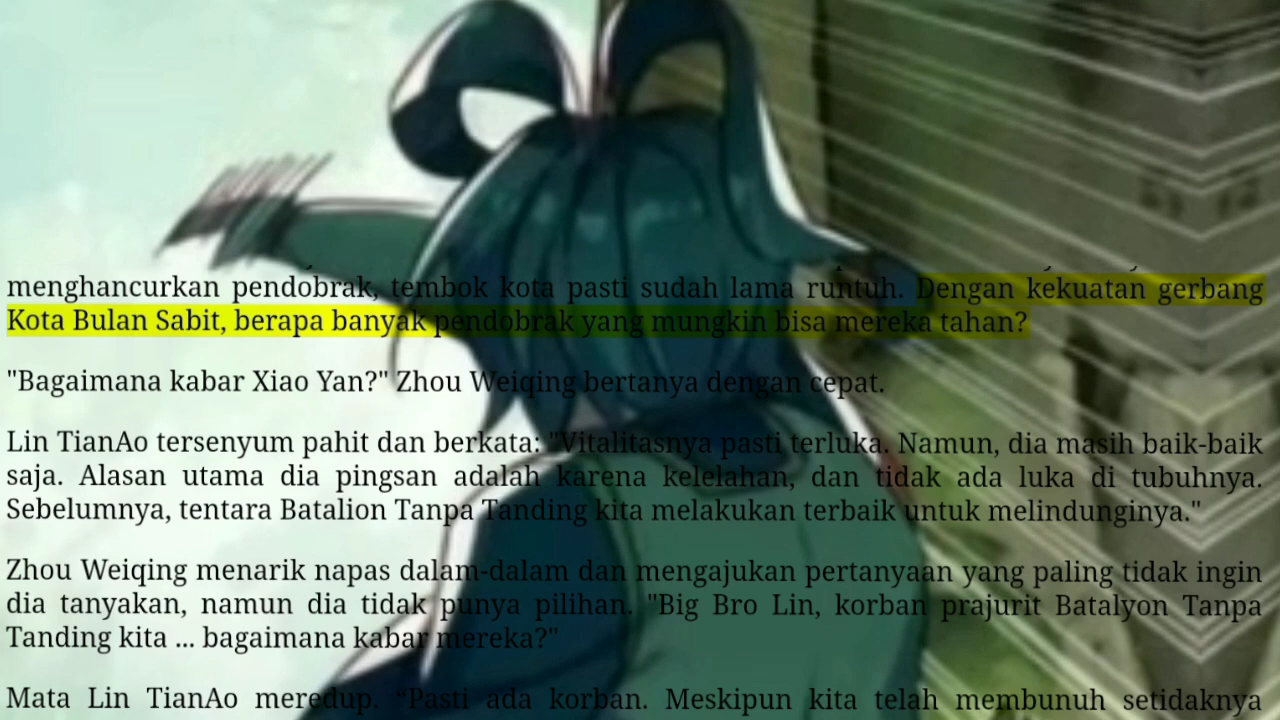 menghancurkan pendobrak, tembok kota pasti sudah lama runtuh. Dengan kekuatan gerbang
Kota Bulan Sabit, berapa banyak pendobrak yang mungkin bisa mereka tahan?
"Bagaimana kabar Xiao Yan?" Zhou Weiqing bertanya dengan cepat.
Lin TianAo tersenyum pahit dan berkata: "Vitalitasnya pasti terluka. Namun, dia masih baik-baik
saja. Alasan utama dia pingsan adalah karena kelelahan, dan tidak ada luka di tubuhnya.
Sebelumnya, tentara Batalion Tanpa Tanding kita melakukan terbaik untuk melindunginya."
Zhou Weiqing menarik napas dalam-dalam dan mengajukan pertanyaan yang paling tidak ingin
dia tanyakan, namun dia tidak punya pilihan. "Big Bro Lin, korban prajurit Batalyon Tanpa
Tanding kita ... bagaimana kabar mereka?"
Mata Lin TianAo meredup. “Pasti ada korban. Meskipun kita telah membunuh setidaknya